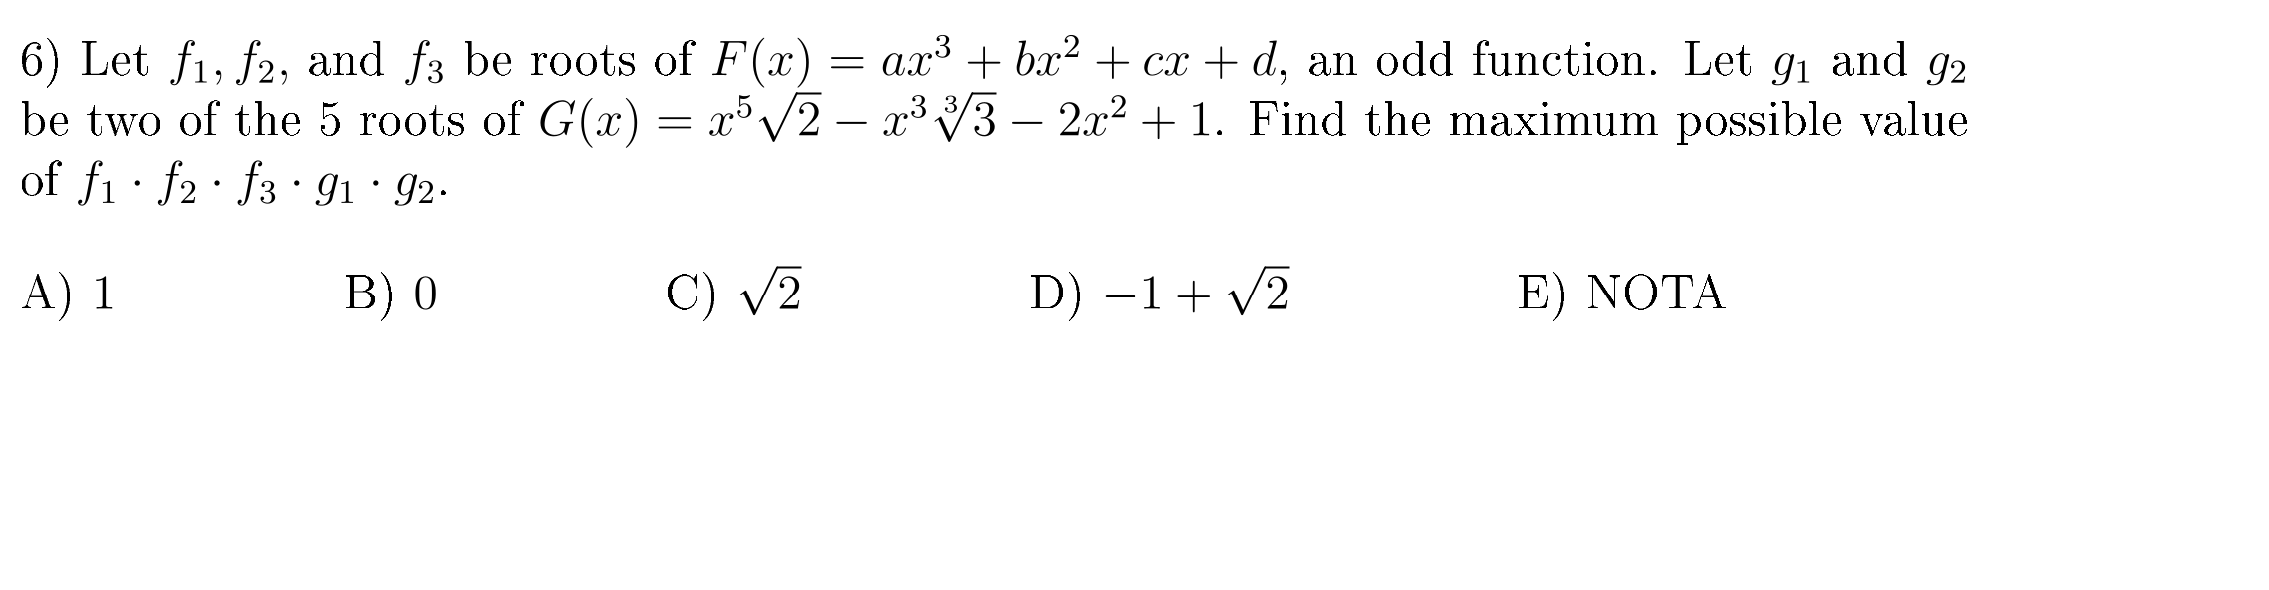 6) Let f₁, f₂, and f₃ be roots of F(x) = ax³ + bx² + cx + d, an odd function. Let g₁ and g₂
be two of the 5 roots of G(x) = x⁵√2 − x³∛3 − 2x² + 1. Find the maximum possible value
of f₁ · f₂ · f₃ · g₁ · g₂.
A) 1 B) 0 C) √2 D) −1 + √2 E) NOTA